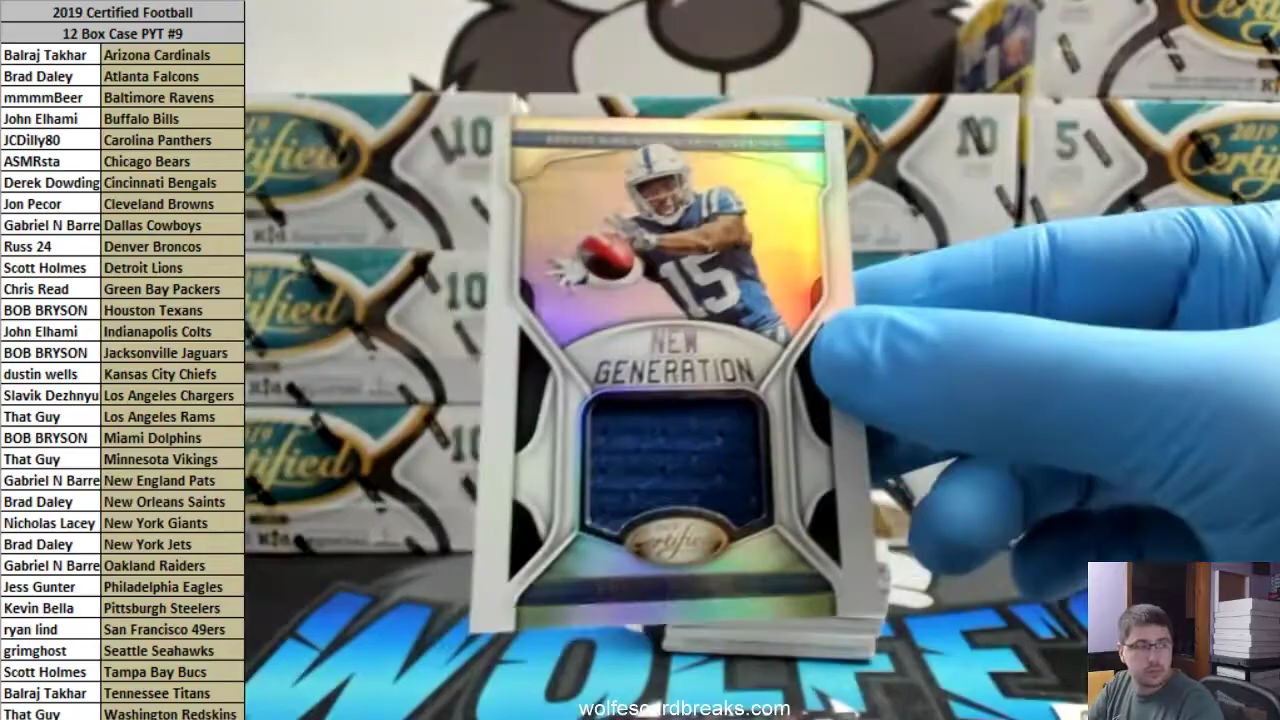 2019 Certified Football
12 Box Case PYT #9
Balraj Takhar Arizona Cardinals
Brad Daley Atlanta Falcons
mmmmBeer Baltimore Ravens
John Elhami Buffalo Bills
JCDilly80 Carolina Panthers
ASMRsta Chicago Bears
Derek Dowding Cincinnati Bengals
Jon Pecor Cleveland Browns
Gabriel N Barre Dallas Cowboys
Russ 24 Denver Broncos
Scott Holmes Detroit Lions
Chris Read Green Bay Packers
BOB BRYSON Houston Texans
John Elhami Indianapolis Colts
BOB BRYSON Jacksonville Jaguars
dustin wells Kansas City Chiefs
Slavik Dezhnyu Los Angeles Chargers
That Guy Los Angeles Rams
BOB BRYSON Miami Dolphins
That Guy Minnesota Vikings
Gabriel N Barre New England Pats
Brad Daley New Orleans Saints
Nicholas Lacey New York Giants
Brad Daley New York Jets
Gabriel N Barre Oakland Raiders
Jess Gunter Philadelphia Eagles
Kevin Bella Pittsburgh Steelers
ryan lind San Francisco 49ers
grimghost Seattle Seahawks
Scott Holmes Tampa Bay Bucs
Balraj Takhar Tennessee Titans
That Guy Washington Redskins
10
10
5
2019
10
10
15
NEW
GENERATION
Certified
WOLFE'
wolfescardbreaks.com